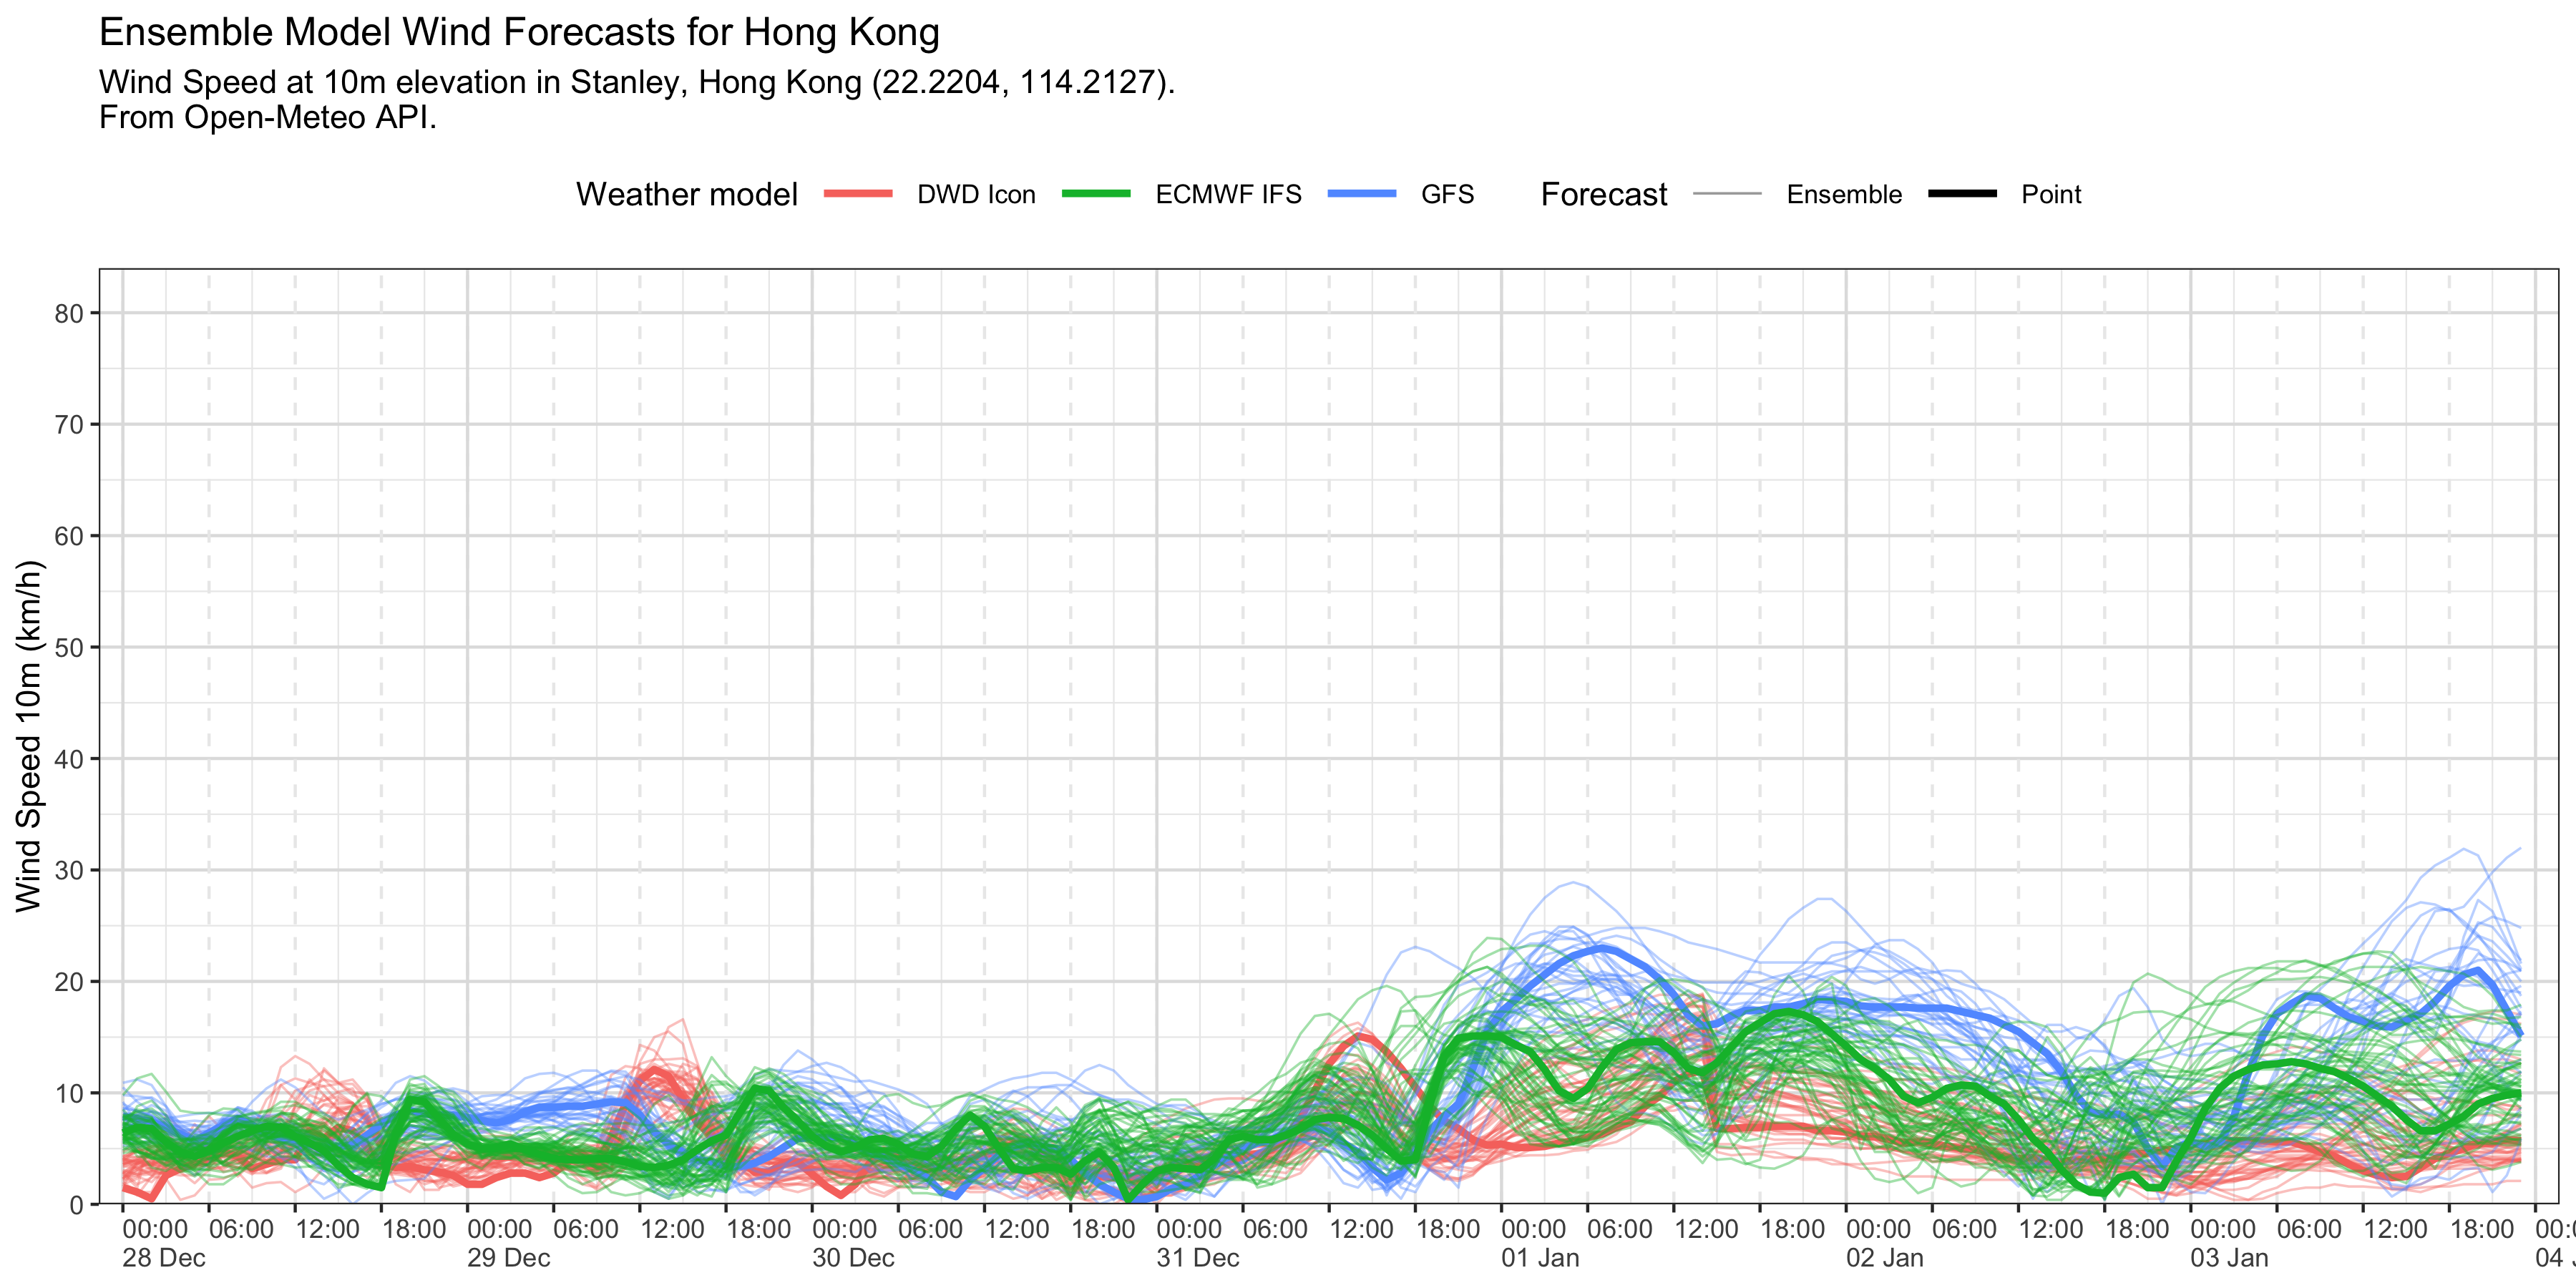 Ensemble Model Wind Forecasts for Hong Kong
Wind Speed at 10m elevation in Stanley, Hong Kong (22.2204, 114.2127).
From Open-Meteo API.
Weather model DWD Icon ECMWF IFS GFS Forecast Ensemble Point
80
70
60
50
40
30
20
10
0
Wind Speed 10m (km/h)
00:00 06:00 12:00 18:00 00:00 06:00 12:00 18:00 00:00 06:00 12:00 18:00 00:00 06:00 12:00 18:00 00:00 06:00 12:00 18:00 00:00 06:00 12:00 18:00 00:00 06:00 12:00 18:00
28 Dec 29 Dec 30 Dec 31 Dec 01 Jan 02 Jan 03 Jan 04